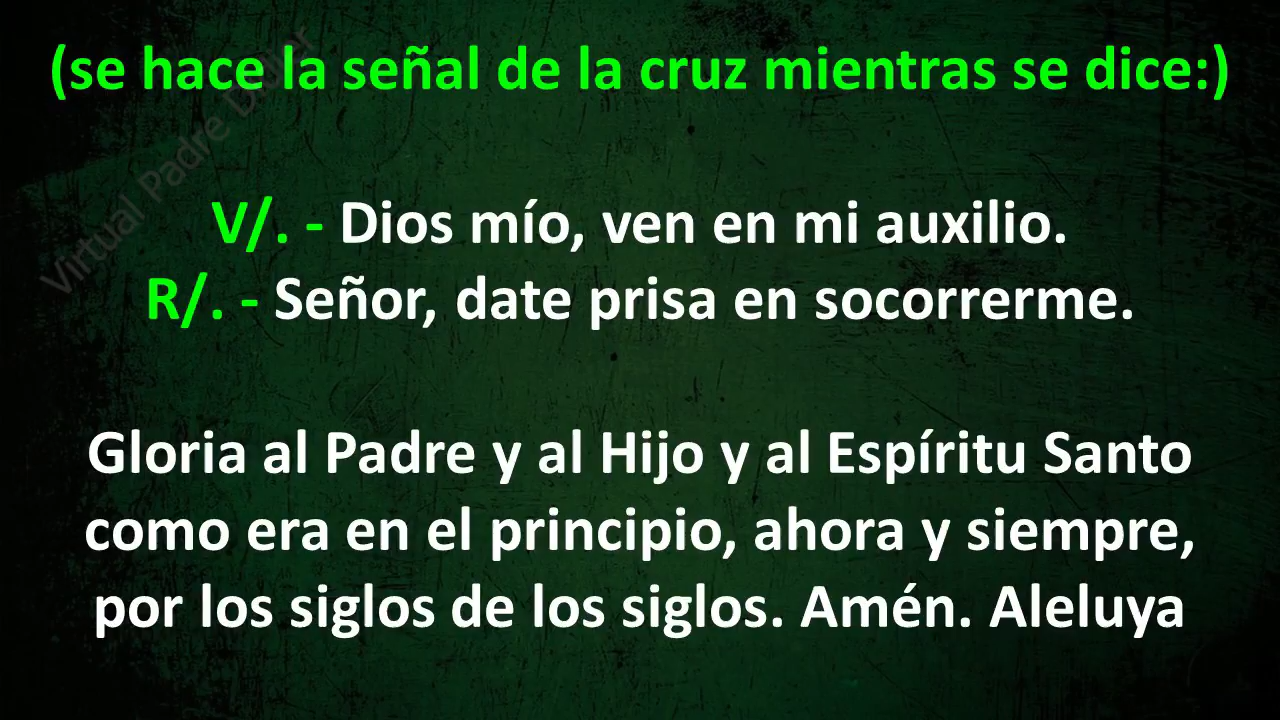 (se hace la señal de la cruz mientras se dice:)
V/. - Dios mío, ven en mi auxilio.
R/. - Señor, date prisa en socorrerme.
Gloria al Padre y al Hijo y al Espíritu Santo
como era en el principio, ahora y siempre,
por los siglos de los siglos. Amén. Aleluya
Virtual Padre